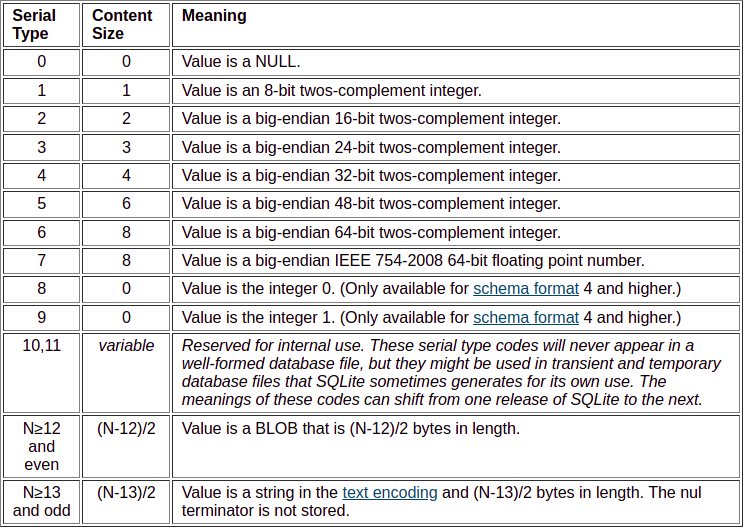 Serial Type Content Size Meaning
0 0 Value is a NULL.
1 1 Value is an 8-bit twos-complement integer.
2 2 Value is a big-endian 16-bit twos-complement integer.
3 3 Value is a big-endian 24-bit twos-complement integer.
4 4 Value is a big-endian 32-bit twos-complement integer.
5 6 Value is a big-endian 48-bit twos-complement integer.
6 8 Value is a big-endian 64-bit twos-complement integer.
7 8 Value is a big-endian IEEE 754-2008 64-bit floating point number.
8 0 Value is the integer 0. (Only available for schema format 4 and higher.)
9 0 Value is the integer 1. (Only available for schema format 4 and higher.)
10,11 variable Reserved for internal use. These serial type codes will never appear in a
well-formed database file, but they might be used in transient and temporary
database files that SQLite sometimes generates for its own use. The
meanings of these codes can shift from one release of SQLite to the next.
N≥12 and even (N-12)/2 Value is a BLOB that is (N-12)/2 bytes in length.
N≥13 and odd (N-13)/2 Value is a string in the text encoding and (N-13)/2 bytes in length. The nul
terminator is not stored.